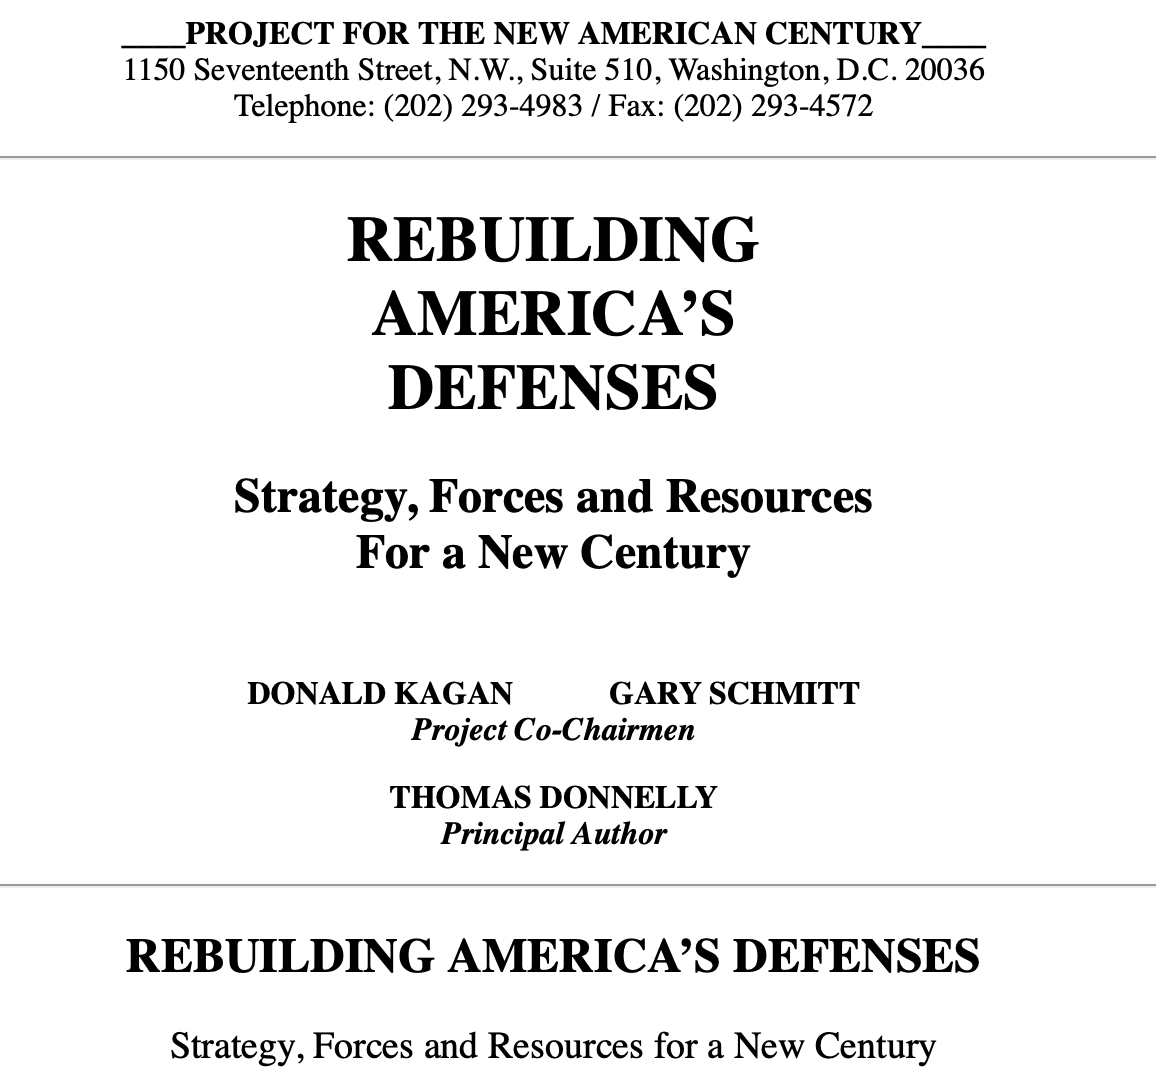 ____PROJECT FOR THE NEW AMERICAN CENTURY____
1150 Seventeenth Street, N.W., Suite 510, Washington, D.C. 20036
Telephone: (202) 293-4983 / Fax: (202) 293-4572
REBUILDING
AMERICA’S
DEFENSES
Strategy, Forces and Resources
For a New Century
DONALD KAGAN GARY SCHMITT
Project Co-Chairmen
THOMAS DONNELLY
Principal Author
REBUILDING AMERICA’S DEFENSES
Strategy, Forces and Resources for a New Century